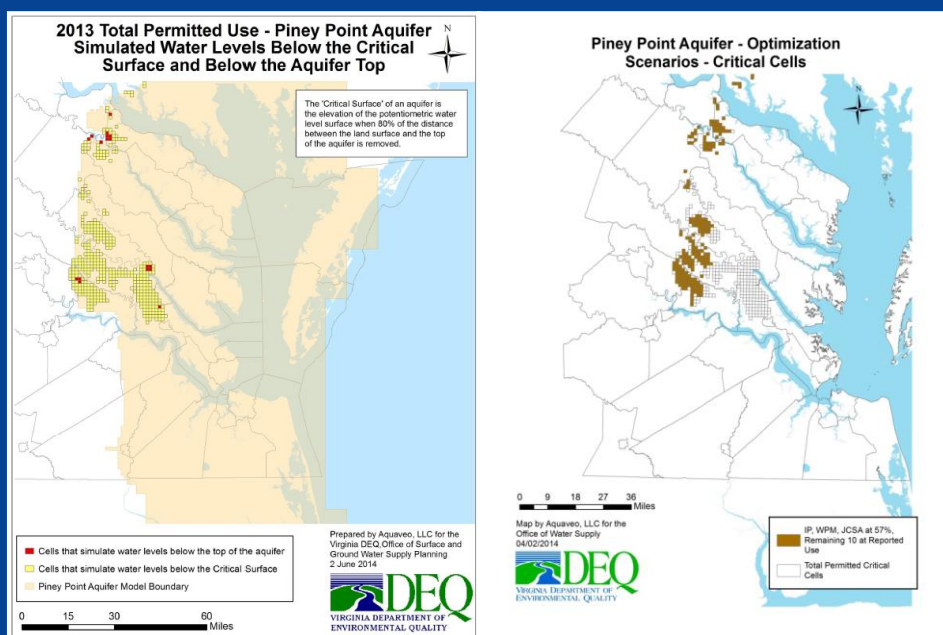 2013 Total Permitted Use - Piney Point Aquifer
Simulated Water Levels Below the Critical
Surface and Below the Aquifer Top
N
The 'Critical Surface' of an aquifer is
the elevation of the potentiometric water
level surface when 80% of the distance
between the land surface and the top
of the aquifer is removed.
Cells that simulate water levels below the top of the aquifer
Cells that simulate water levels below the Critical Surface
Piney Point Aquifer Model Boundary
0 15 30 60
Miles
Prepared by Aquaveo, LLC for the
Virginia DEQ, Office of Surface and
Ground Water Supply Planning
2 June 2014
DEQ
VIRGINIA DEPARTMENT OF
ENVIRONMENTAL QUALITY
Piney Point Aquifer - Optimization
Scenarios - Critical Cells
N
0 9 18 27 36
Miles
Map by Aquaveo, LLC for the
Office of Water Supply
04/02/2014
DEQ
VIRGINIA DEPARTMENT OF
ENVIRONMENTAL QUALITY
IP, WPM, JCSA at 57%,
Remaining 10 at Reported
Use
Total Permitted Critical
Cells